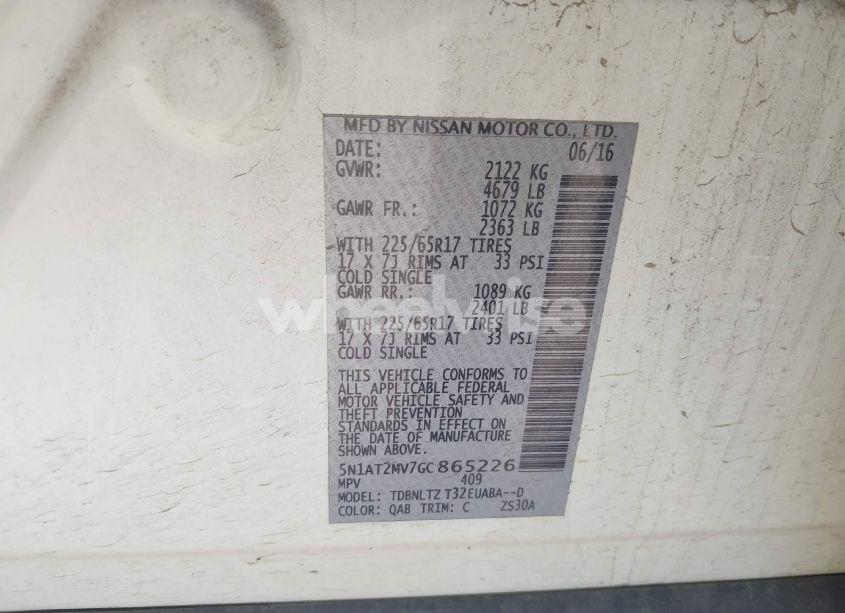 MFD BY NISSAN MOTOR CO., LTD.
DATE: 06/16
GVWR: 2122 KG
4679 LB
GAWR FR.: 1072 KG
2363 LB
WITH 225/65R17 TIRES
17 X 7J RIMS AT 33 PSI
COLD SINGLE
GAWR RR.: 1089 KG
2401 LB
WITH 225/65R17 TIRES
17 X 7J RIMS AT 33 PSI
COLD SINGLE
THIS VEHICLE CONFORMS TO
ALL APPLICABLE FEDERAL
MOTOR VEHICLE SAFETY AND
THEFT PREVENTION
STANDARDS IN EFFECT ON
THE DATE OF MANUFACTURE
SHOWN ABOVE.
5N1AT2MV7GC865226
MPV 409
MODEL: TDBNLTZ T32EUABA--D
COLOR: QAB TRIM: C ZS30A